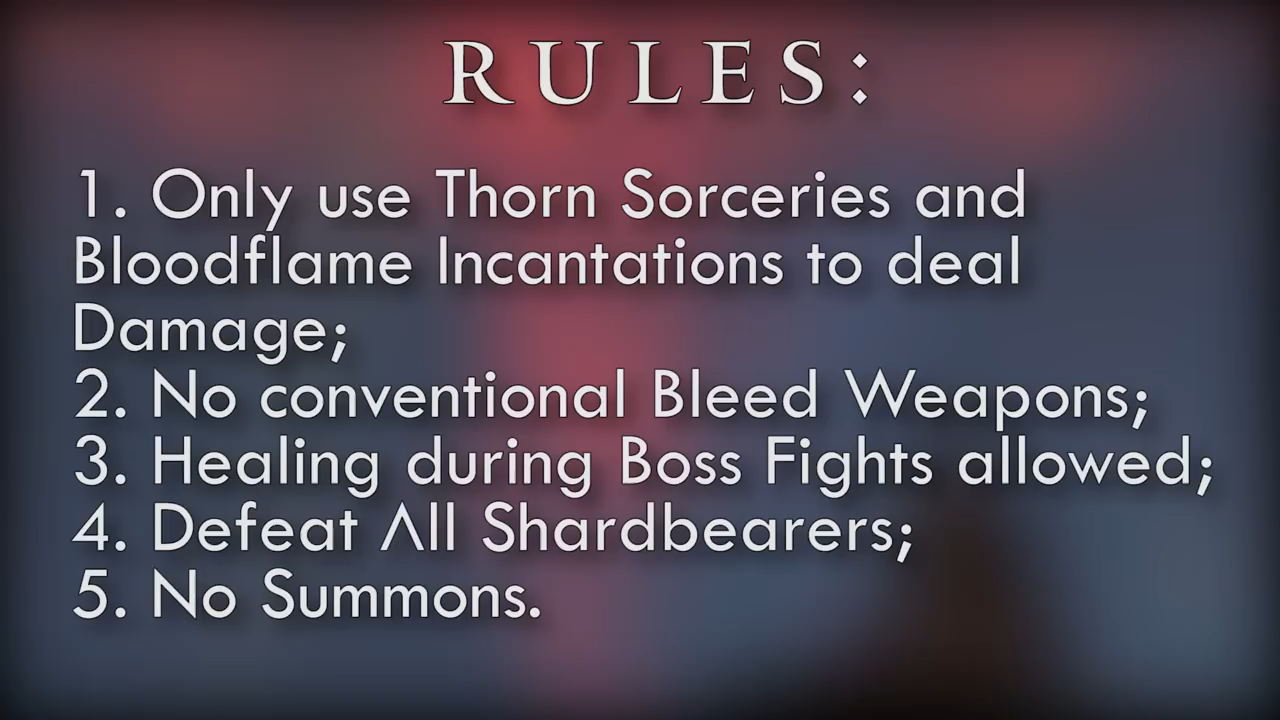 RULES:
1. Only use Thorn Sorceries and
Bloodflame Incantations to deal
Damage;
2. No conventional Bleed Weapons;
3. Healing during Boss Fights allowed;
4. Defeat All Shardbearers;
5. No Summons.